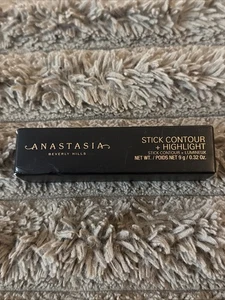 ANASTASIA
BEVERLY HILLS
STICK CONTOUR
+ HIGHLIGHT
STICK CONTOUR + LUMINEUR
NET WT. / POIDS NET 9 g / 0.32 Oz.